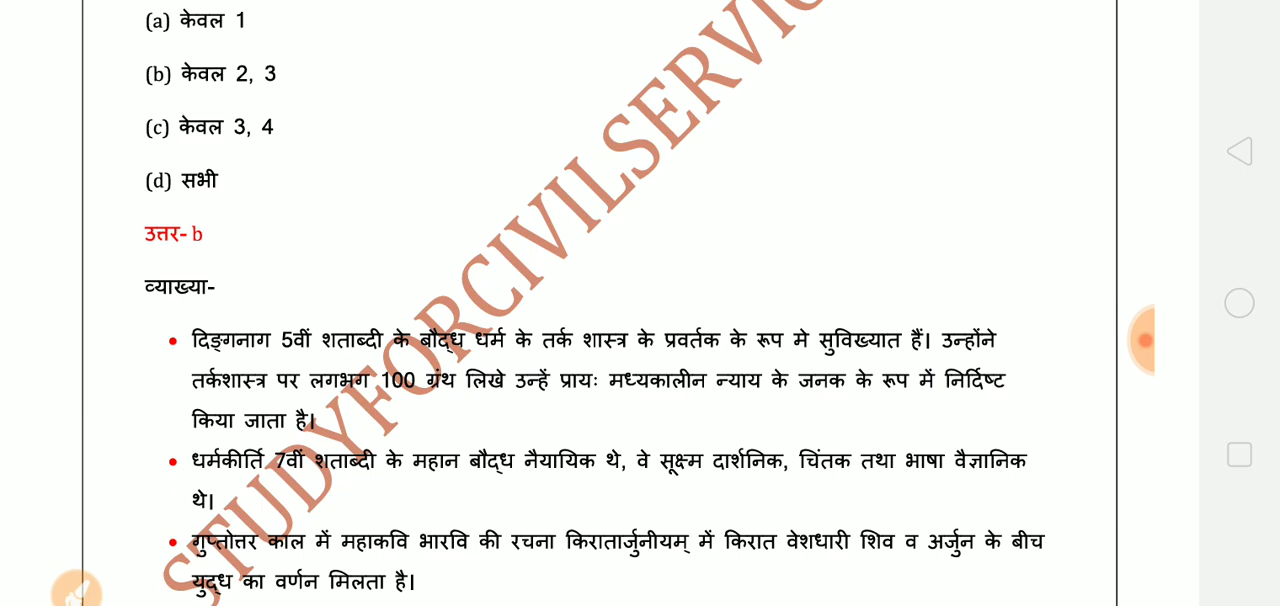 (a) केवल 1
(b) केवल 2, 3
(c) केवल 3, 4
(d) सभी
उत्तर- b
व्याख्या-
• दिङ्गनाग 5वीं शताब्दी के बौद्ध धर्म के तर्क शास्त्र के प्रवर्तक के रूप मे सुविख्यात हैं। उन्होंने
तर्कशास्त्र पर लगभग 100 ग्रंथ लिखे उन्हें प्रायः मध्यकालीन न्याय के जनक के रूप में निर्दिष्ट
किया जाता है।
• धर्मकीर्ति 7वीं शताब्दी के महान बौद्ध नैयायिक थे, वे सूक्ष्म दार्शनिक, चिंतक तथा भाषा वैज्ञानिक
थे।
• गुप्तोत्तर काल में महाकवि भारवि की रचना किरातार्जुनीयम् में किरात वेशधारी शिव व अर्जुन के बीच
युद्ध का वर्णन मिलता है।
STUDYFORCIVILSERVIC